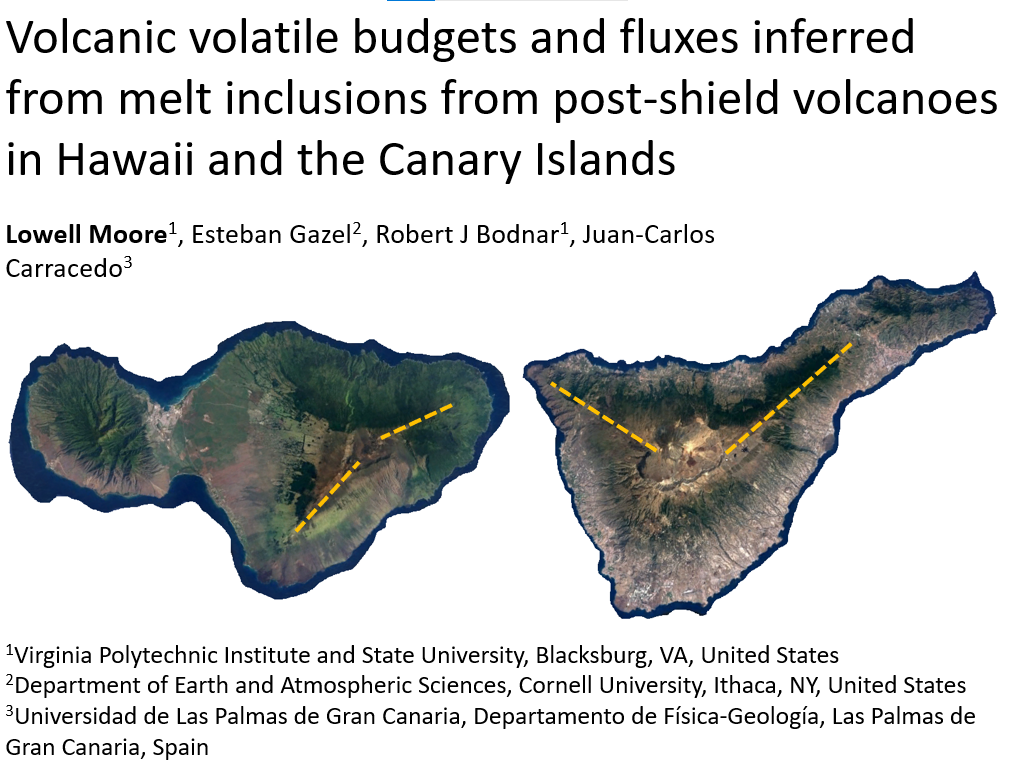 Volcanic volatile budgets and fluxes inferred
from melt inclusions from post-shield volcanoes
in Hawaii and the Canary Islands
Lowell Moore¹, Esteban Gazel², Robert J Bodnar¹, Juan-Carlos
Carracedo³
¹Virginia Polytechnic Institute and State University, Blacksburg, VA, United States
²Department of Earth and Atmospheric Sciences, Cornell University, Ithaca, NY, United States
³Universidad de Las Palmas de Gran Canaria, Departamento de Física-Geología, Las Palmas de
Gran Canaria, Spain